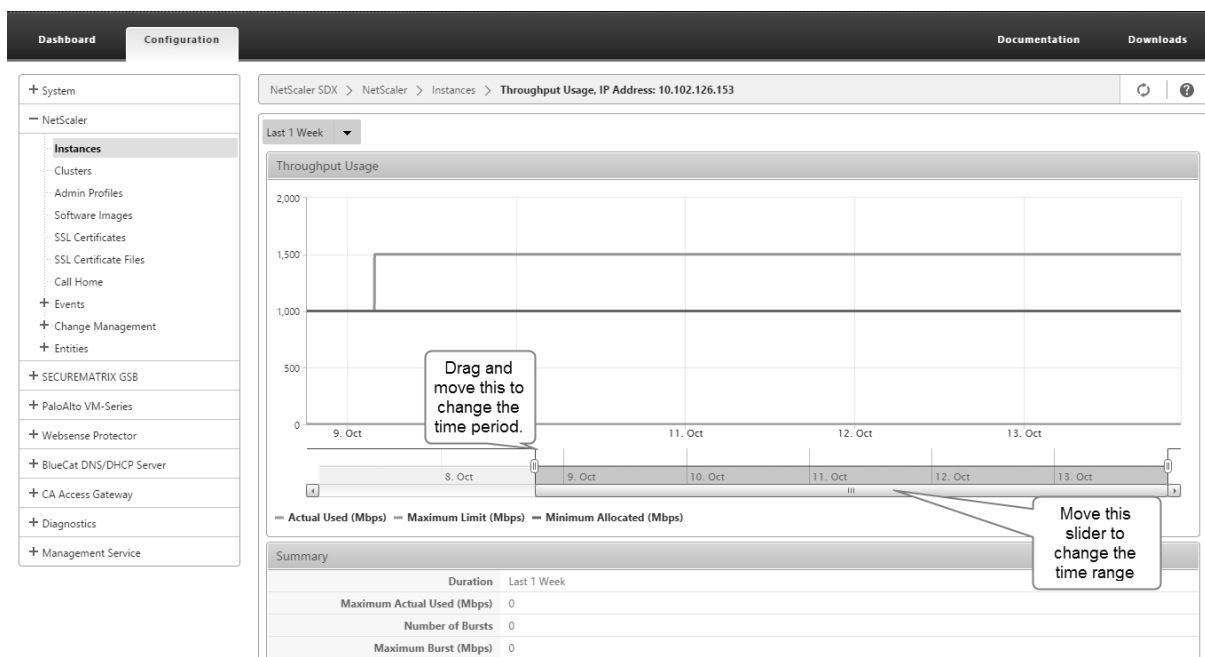 Dashboard
Configuration
Documentation
Downloads
+ System
− NetScaler
Instances
Clusters
Admin Profiles
Software Images
SSL Certificates
SSL Certificate Files
Call Home
+ Events
+ Change Management
+ Entities
+ SECUREMATRIX GSB
+ PaloAlto VM-Series
+ Websense Protector
+ BlueCat DNS/DHCP Server
+ CA Access Gateway
+ Diagnostics
+ Management Service
NetScaler SDX > NetScaler > Instances > Throughput Usage, IP Address: 10.102.126.153
Last 1 Week
Throughput Usage
2,000
1,500
1,000
500
0
9. Oct
11. Oct
12. Oct
13. Oct
Drag and
move this to
change the
time period.
8. Oct
9. Oct
10. Oct
11. Oct
12. Oct
13. Oct
Move this
slider to
change the
time range
Actual Used (Mbps) Maximum Limit (Mbps) Minimum Allocated (Mbps)
Summary
Duration Last 1 Week
Maximum Actual Used (Mbps) 0
Number of Bursts 0
Maximum Burst (Mbps) 0